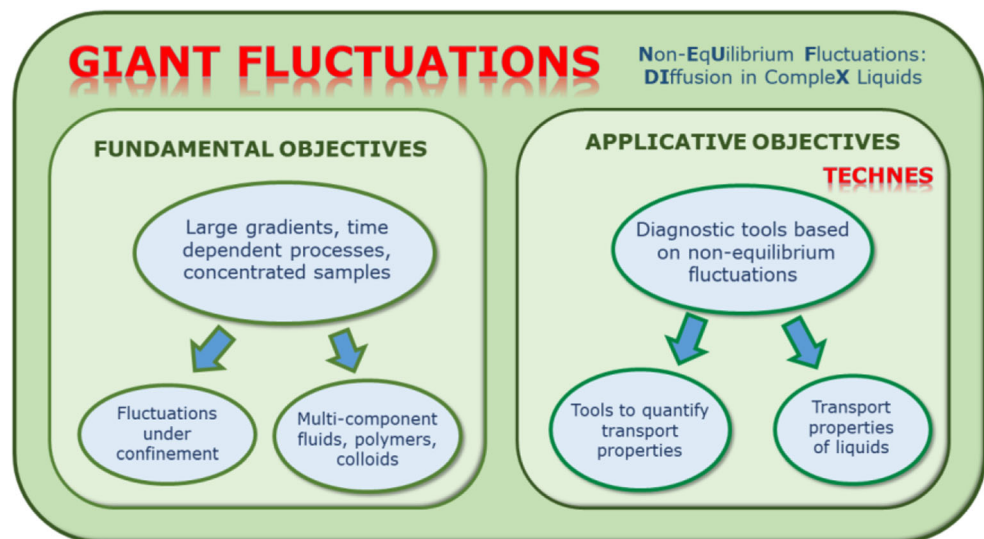 GIANT FLUCTUATIONS
Non-EqUilibrium Fluctuations:
DIffusion in CompleX Liquids
FUNDAMENTAL OBJECTIVES
Large gradients, time
dependent processes,
concentrated samples
Fluctuations
under
confinement
Multi-component
fluids, polymers,
colloids
APPLICATIVE OBJECTIVES
TECHNES
Diagnostic tools based
on non-equilibrium
fluctuations
Tools to quantify
transport
properties
Transport
properties
of liquids